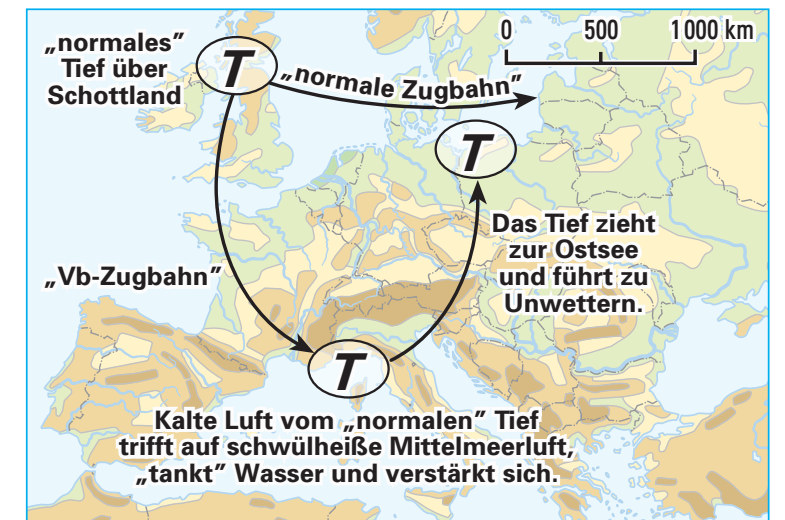 „normales”
Tief über
Schottland
T
„normale Zugbahn”
0 500 1000 km
T
„Vb-Zugbahn”
Das Tief zieht
zur Ostsee
und führt zu
Unwettern.
T
Kalte Luft vom „normalen” Tief
trifft auf schwülheiße Mittelmeerluft,
„tankt” Wasser und verstärkt sich.